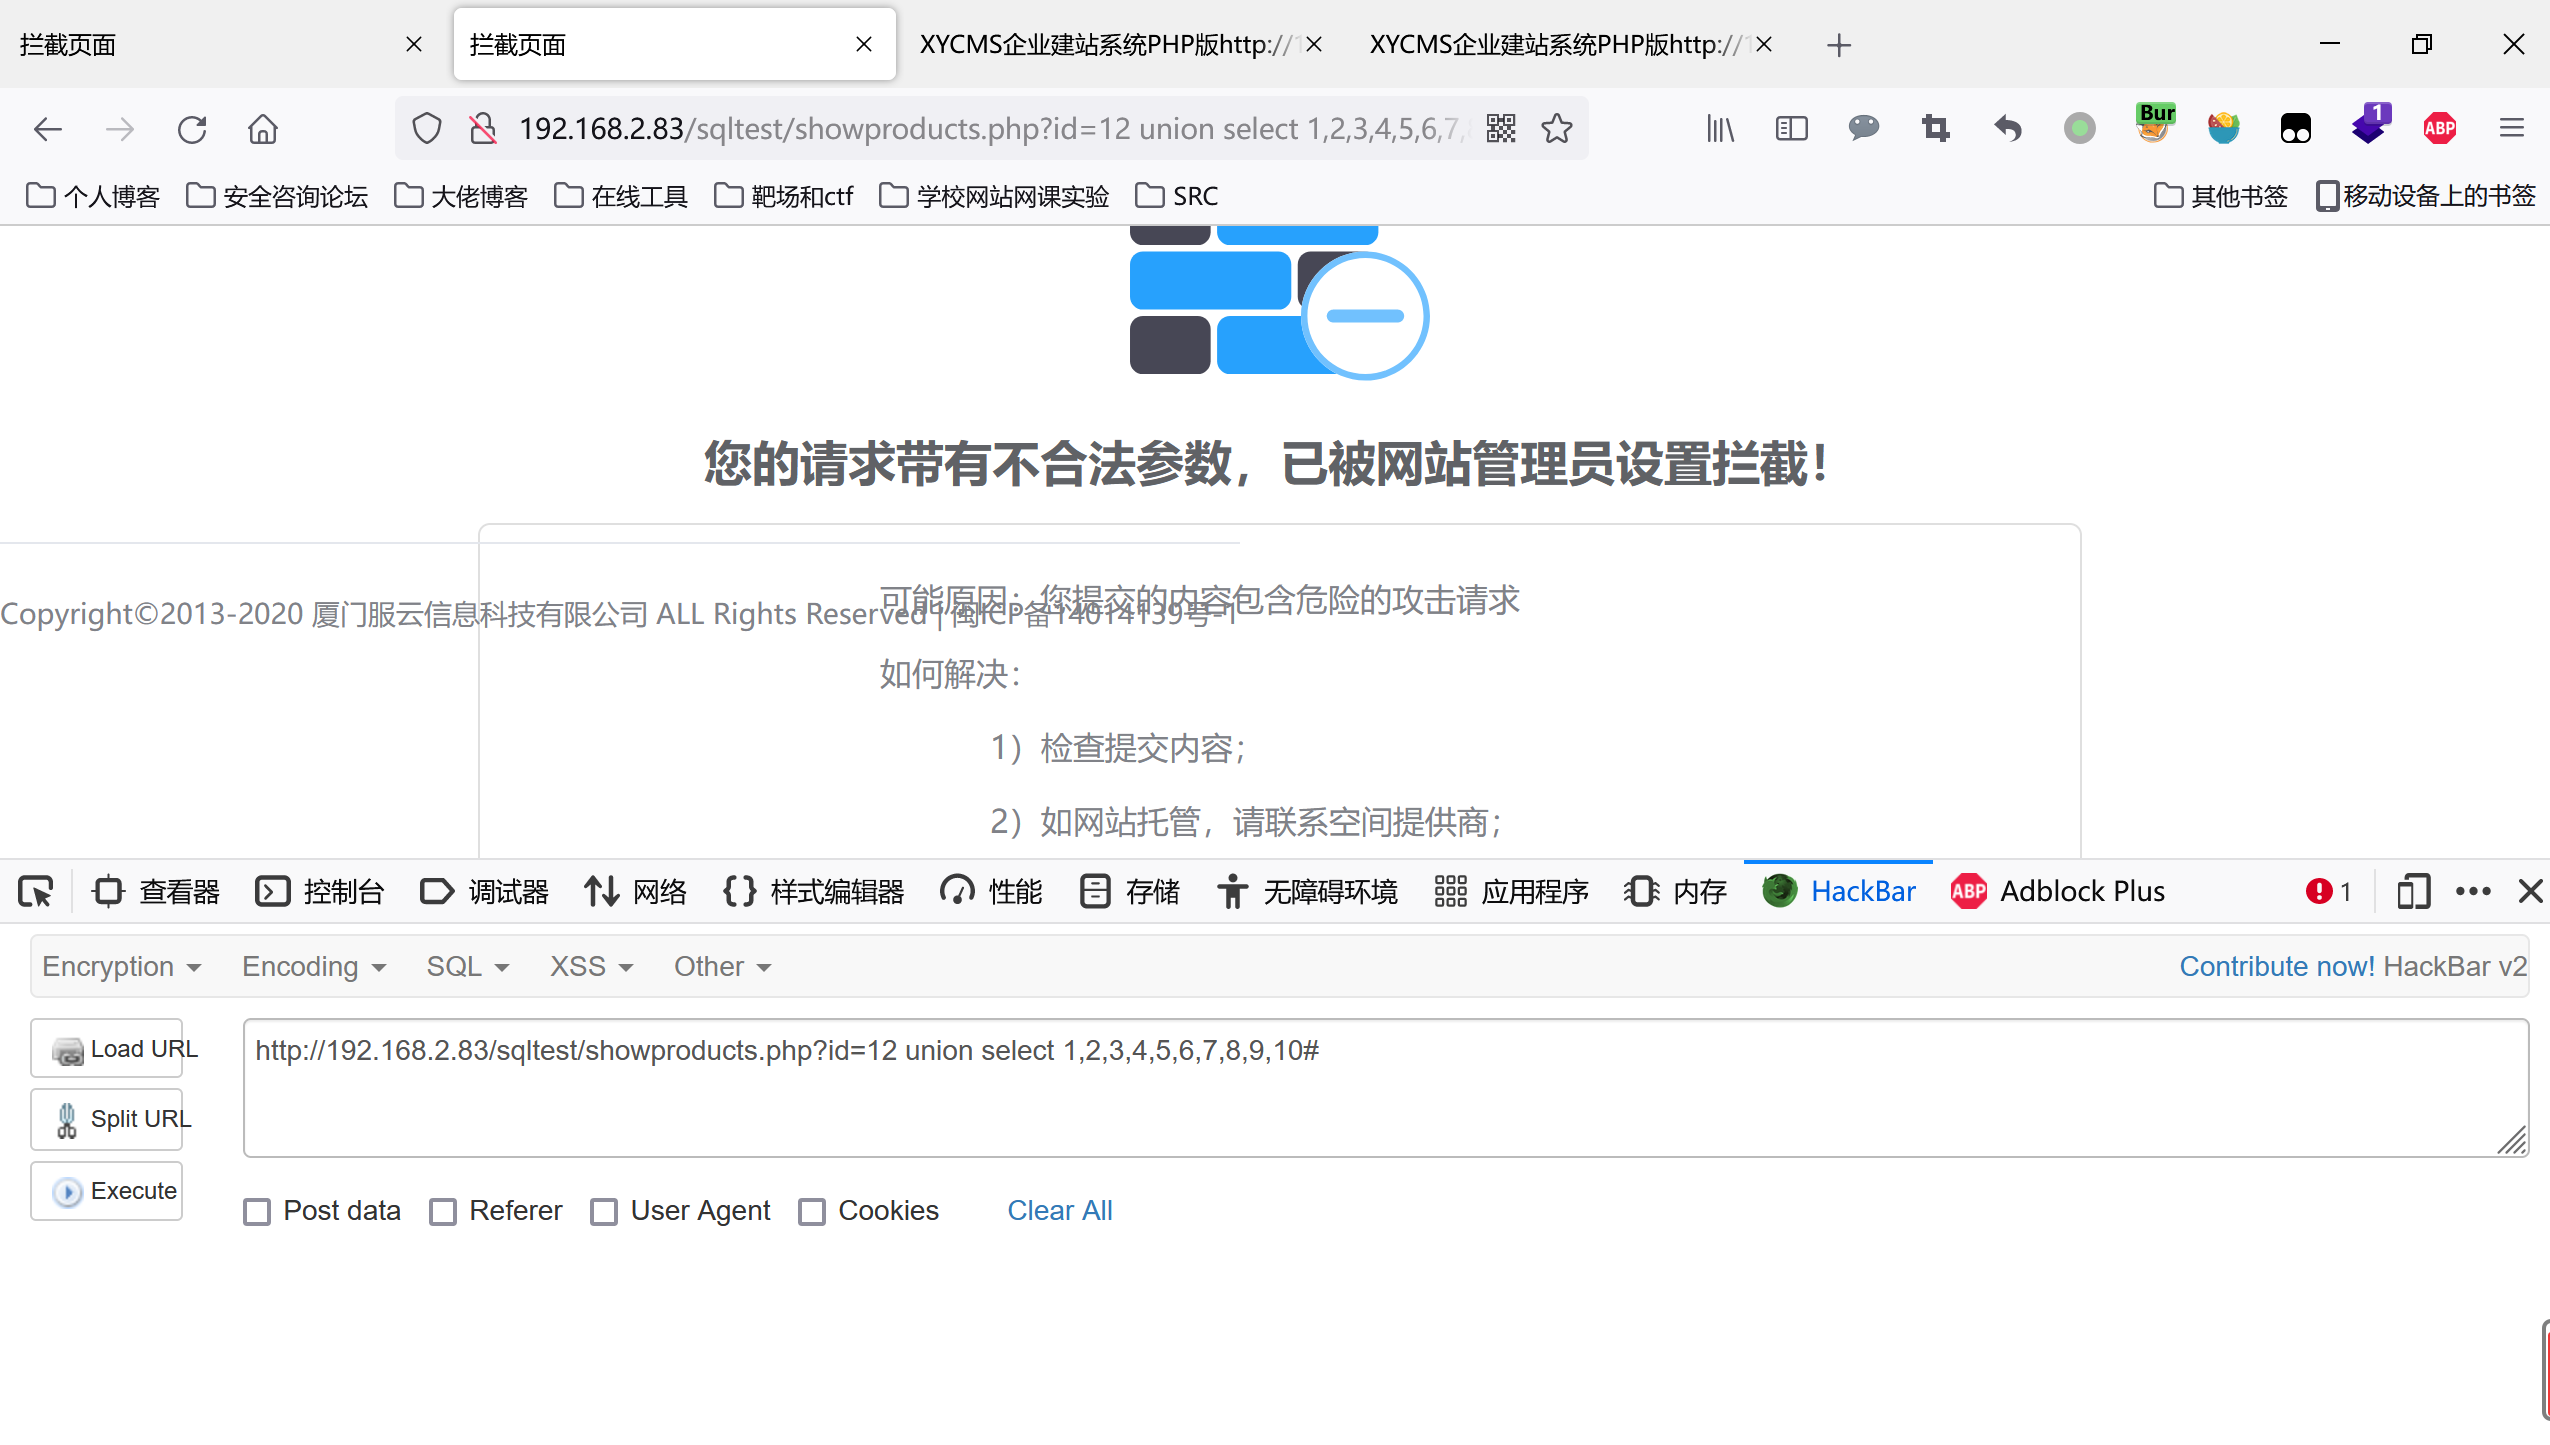 拦截页面
拦截页面
XYCMS企业建站系统PHP版http://1
XYCMS企业建站系统PHP版http://1
192.168.2.83/sqltest/showproducts.php?id=12 union select 1,2,3,4,5,6,7,8
Bur
1
ABP
个人博客
安全咨询论坛
大佬博客
在线工具
靶场和ctf
学校网站网课实验
SRC
其他书签
移动设备上的书签
您的请求带有不合法参数，已被网站管理员设置拦截！
可能原因：您提交的内容包含危险的攻击请求
Copyright©2013-2020 厦门服云信息科技有限公司 ALL Rights Reserved | 闽ICP备14014139号-1
如何解决：
1）检查提交内容；
2）如网站托管，请联系空间提供商；
查看器
控制台
调试器
网络
样式编辑器
性能
存储
无障碍环境
应用程序
内存
HackBar
ABP
Adblock Plus
1
Encryption
Encoding
SQL
XSS
Other
Contribute now! HackBar v2
Load URL
http://192.168.2.83/sqltest/showproducts.php?id=12 union select 1,2,3,4,5,6,7,8,9,10#
Split URL
Execute
Post data
Referer
User Agent
Cookies
Clear All